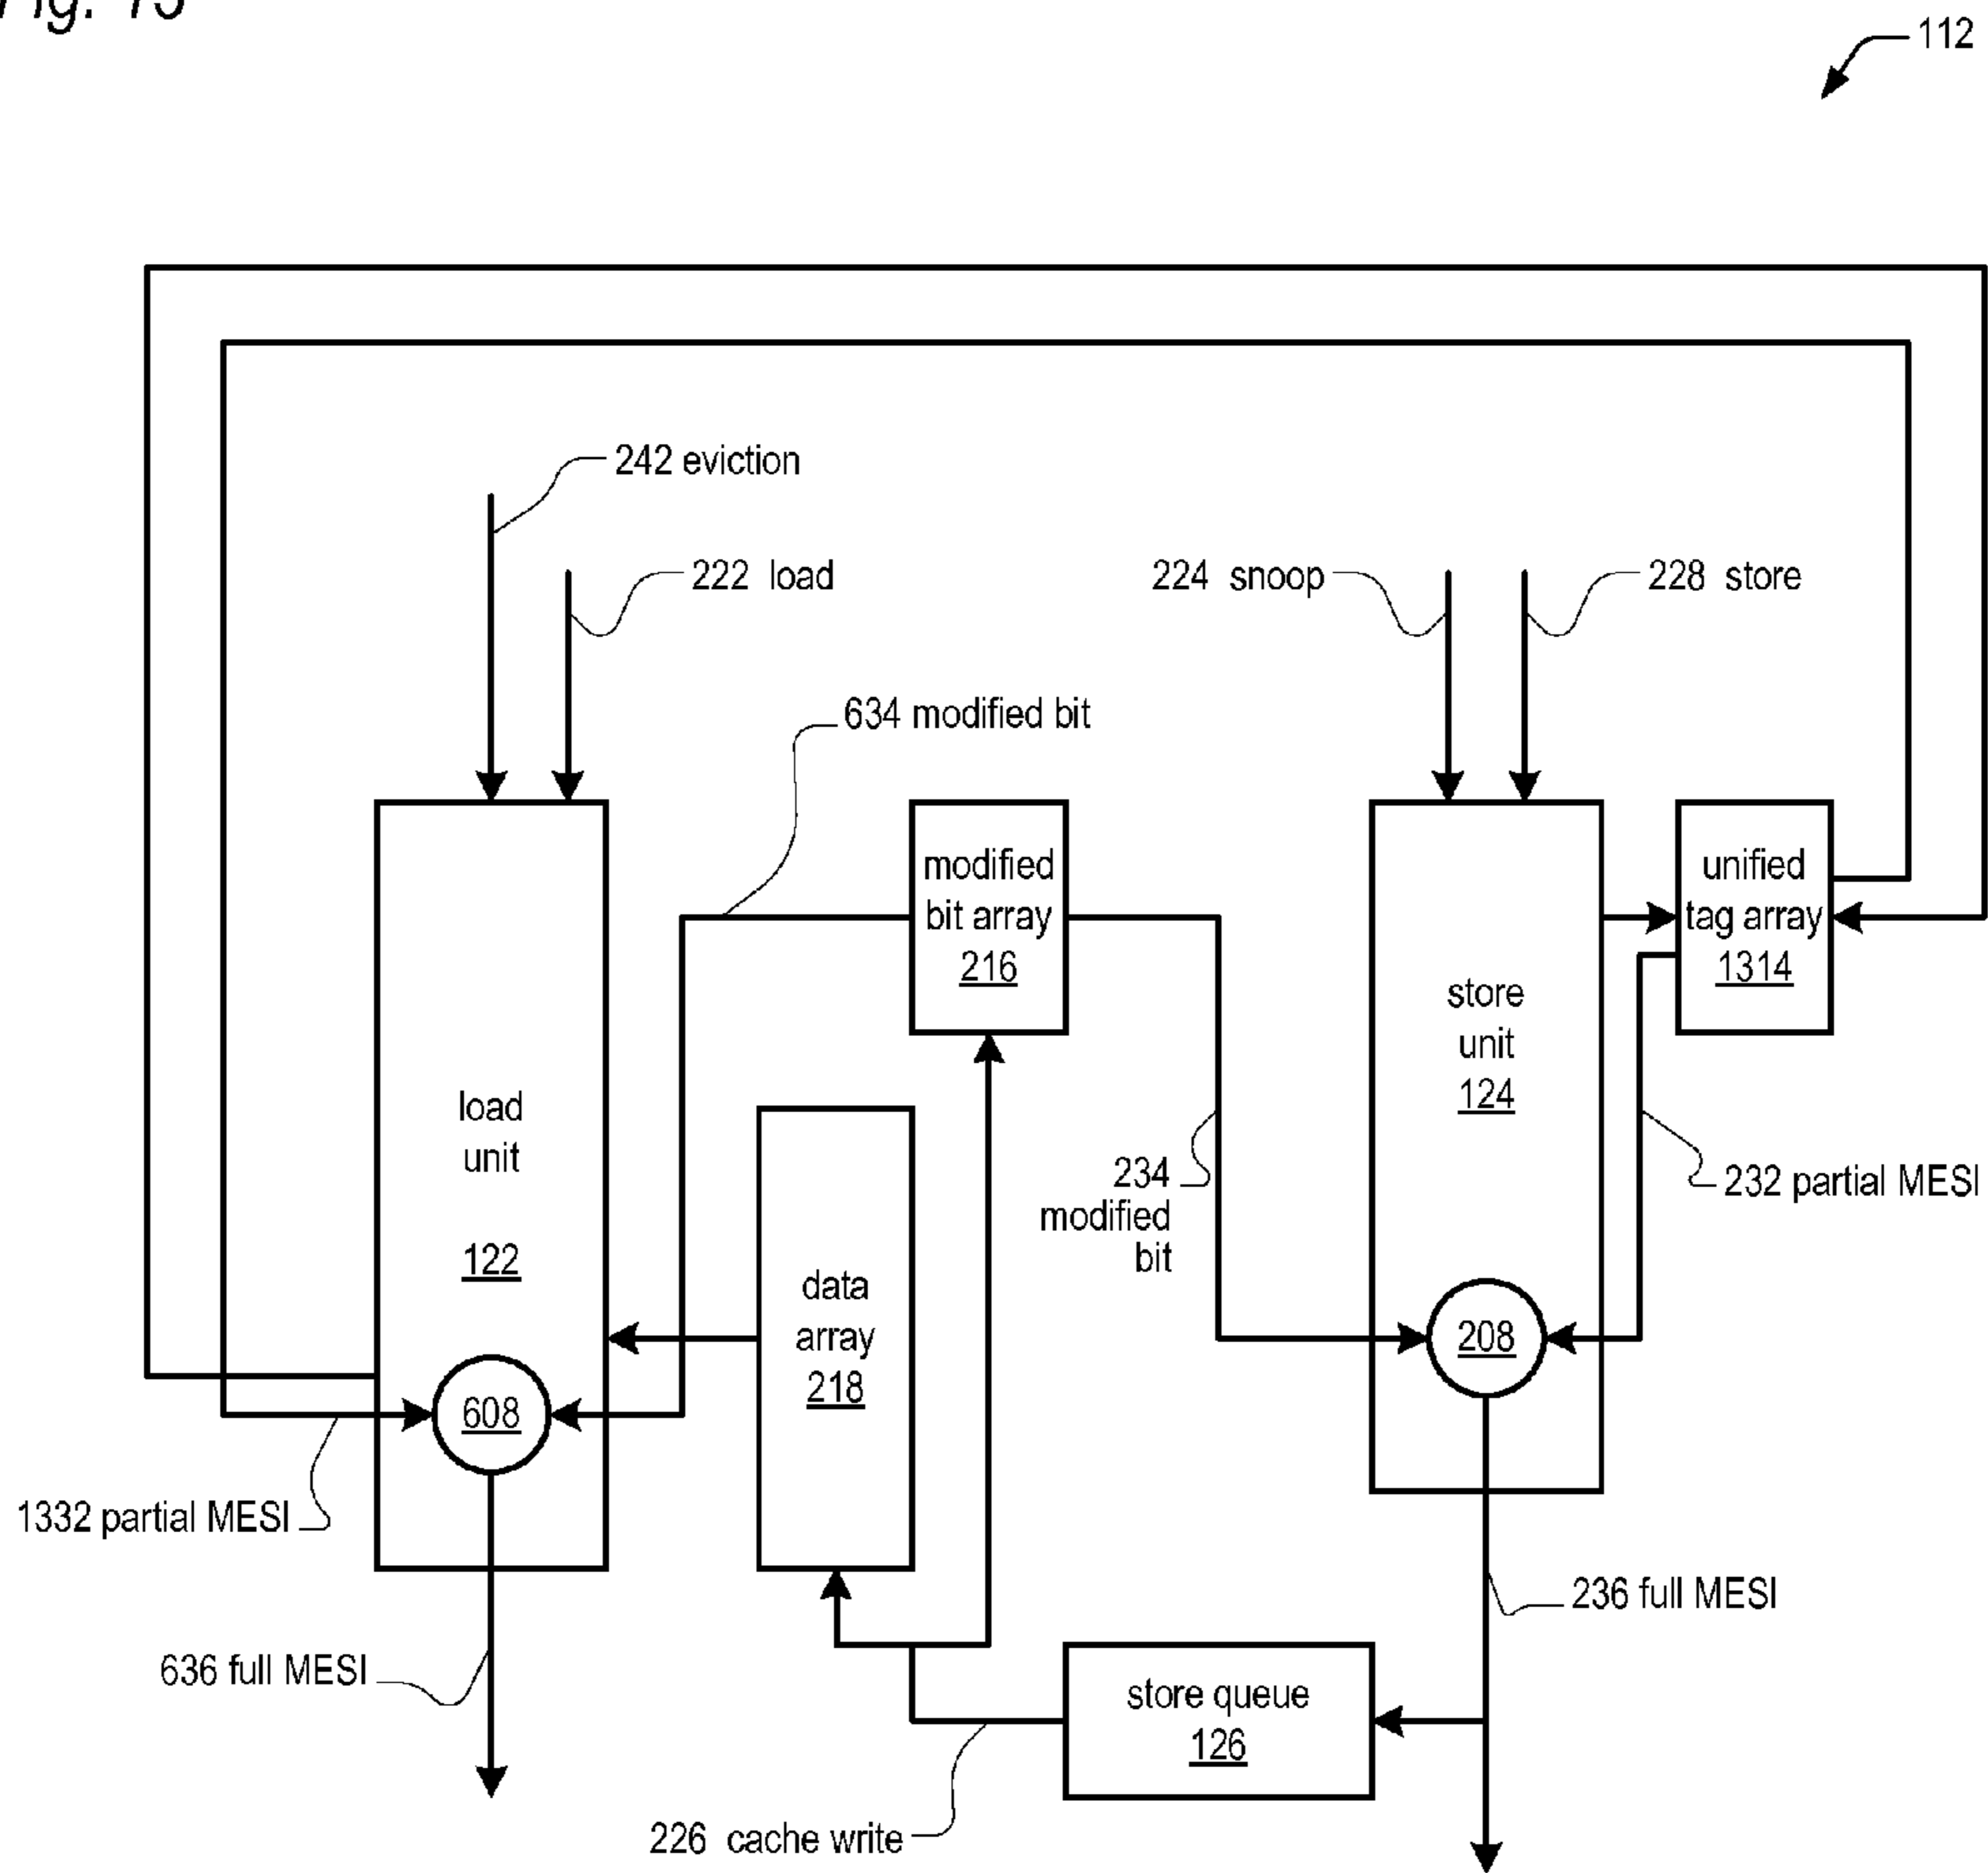 Fig. 13
112
242 eviction
222 load
224 snoop
228 store
634 modified bit
modified
bit array
216
unified
tag array
1314
store
unit
124
load
unit
122
234
modified
bit
232 partial MESI
data
array
218
208
608
1332 partial MESI
236 full MESI
636 full MESI
store queue
126
226 cache write